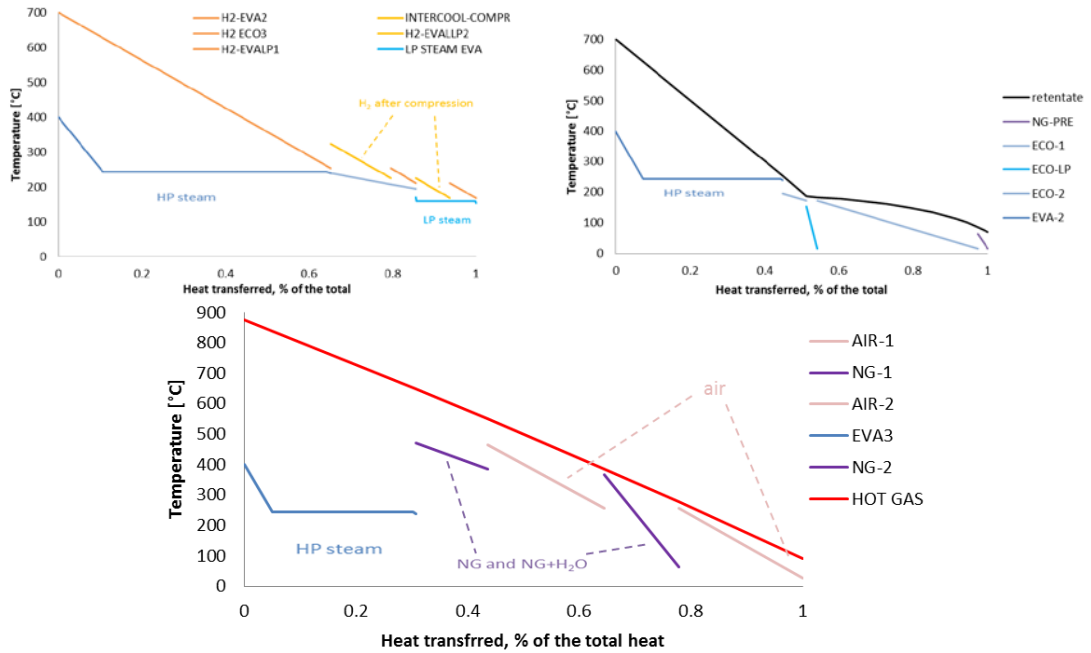 700
600
500
400
300
200
100
0
Temperature [°C]
H2-EVA2
H2 ECO3
H2-EVALP1
INTERCOOL-COMPR
H2-EVALLP2
LP STEAM EVA
H₂ after compression
HP steam
LP steam
0
0.2
0.4
0.6
0.8
1
Heat transferred, % of the total
700
600
500
400
300
200
100
0
Temperature [°C]
HP steam
0
0.2
0.4
0.6
0.8
1
Heat transferred, % of the total
retentate
NG-PRE
ECO-1
ECO-LP
ECO-2
EVA-2
900
800
700
600
500
400
300
200
100
0
Temperature [°C]
air
HP steam
NG and NG+H₂O
0
0.2
0.4
0.6
0.8
1
Heat transfrred, % of the total heat
AIR-1
NG-1
AIR-2
EVA3
NG-2
HOT GAS